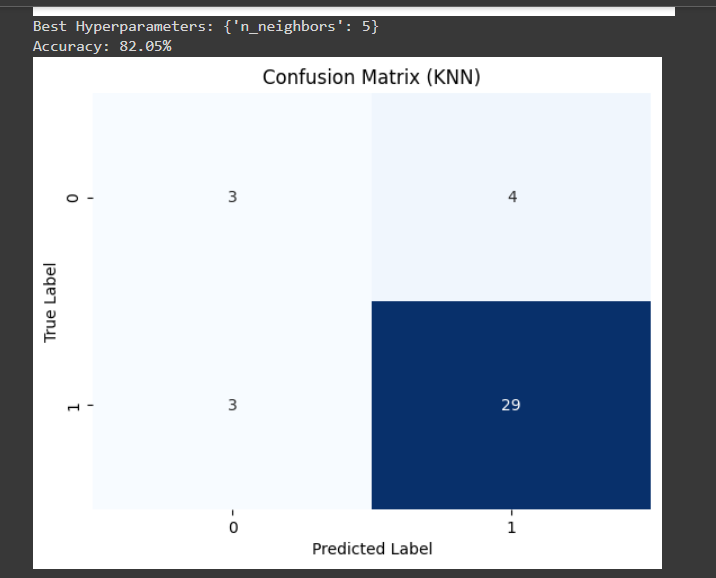 Best Hyperparameters: {'n_neighbors': 5}
Accuracy: 82.05%
Confusion Matrix (KNN)
0
3
4
True Label
1
3
29
0
1
Predicted Label